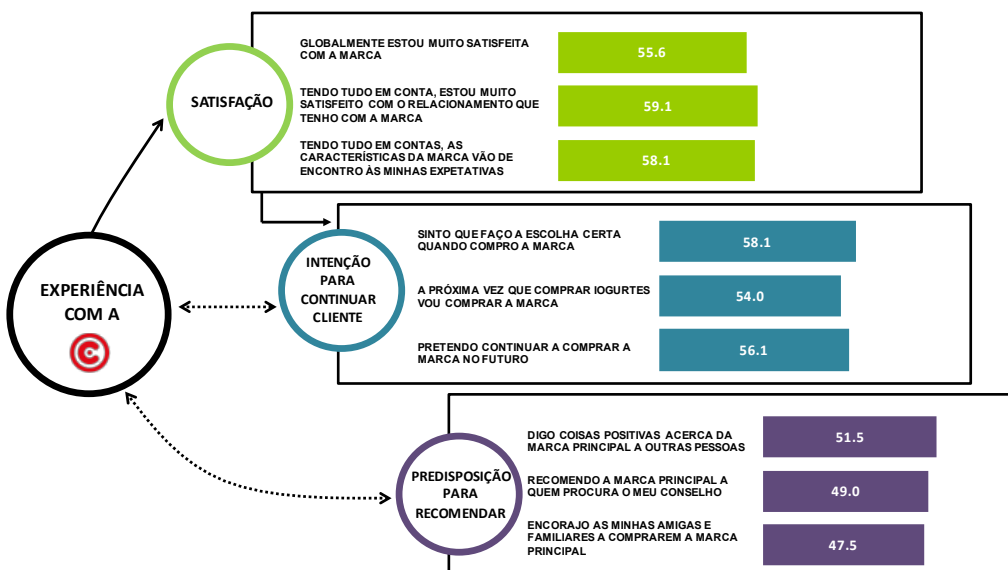 SATISFAÇÃO
GLOBALMENTE ESTOU MUITO SATISFEITA
COM A MARCA
55.6
TENDO TUDO EM CONTA, ESTOU MUITO
SATISFEITO COM O RELACIONAMENTO QUE
TENHO COM A MARCA
59.1
TENDO TUDO EM CONTAS, AS
CARACTERÍSTICAS DA MARCA VÃO DE
ENCONTRO ÀS MINHAS EXPETATIVAS
58.1
EXPERIÊNCIA
COM A
C
INTENÇÃO
PARA
CONTINUAR
CLIENTE
SINTO QUE FAÇO A ESCOLHA CERTA
QUANDO COMPRO A MARCA
58.1
A PRÓXIMA VEZ QUE COMPRAR IOGURTES
VOU COMPRAR A MARCA
54.0
PRETENDO CONTINUAR A COMPRAR A
MARCA NO FUTURO
56.1
PREDISPOSIÇÃO
PARA
RECOMENDAR
DIGO COISAS POSITIVAS ACERCA DA
MARCA PRINCIPAL A OUTRAS PESSOAS
51.5
RECOMENDO A MARCA PRINCIPAL A
QUEM PROCURA O MEU CONSELHO
49.0
ENCORAJO AS MINHAS AMIGAS E
FAMILIARES A COMPRAREM A MARCA
PRINCIPAL
47.5